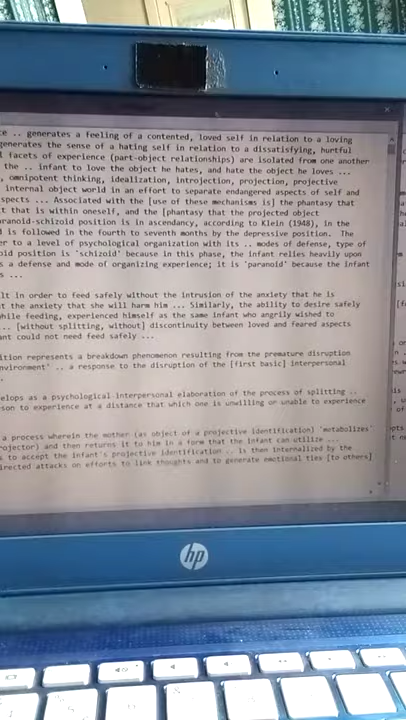 .. generates a feeling of a contented, loved self in relation to a loving
generates the sense of a hating self in relation to a dissatisfying, hurtful
facets of experience (part-object relationships) are isolated from one another
the .. infant to love the object he hates, and hate the object he loves ...
, omnipotent thinking, idealization, introjection, projection, projective
internal object world in an effort to separate endangered aspects of self and
spects ... Associated with the [use of these mechanisms is] the phantasy that
ct that is within oneself, and the [phantasy that the projected object
ranoid-schizoid position is in ascendancy, according to Klein (1948), in the
d is followed in the fourth to seventh months by the depressive position. The
er to a level of psychological organization with its .. modes of defense, type of
oid position is 'schizoid' because in this phase, the infant relies heavily upon
s a defense and mode of organizing experience; it is 'paranoid' because the infant
s ...
lt in order to feed safely without the intrusion of the anxiety that he is
t the anxiety that she will harm him ... Similarly, the ability to desire safely
while feeding, experienced himself as the same infant who angrily wished to
... [without splitting, without] discontinuity between loved and feared aspects
ant could not need feed safely ...
ition represents a breakdown phenomenon resulting from the premature disruption
nvironment' .. a response to the disruption of the [first basic] interpersonal
.
velops as a psychological-interpersonal elaboration of the process of splitting ..
son to experience at a distance that which one is unwilling or unable to experience
a process wherein the mother (as object of a projective identification) 'metabolizes'
rojector) and then returns it to him in a form that the infant can utilize ...
s to accept the infant's projective identification .. is then internalized by the
irected attacks on efforts to link thoughts and to generate emotional ties [to others]
hp